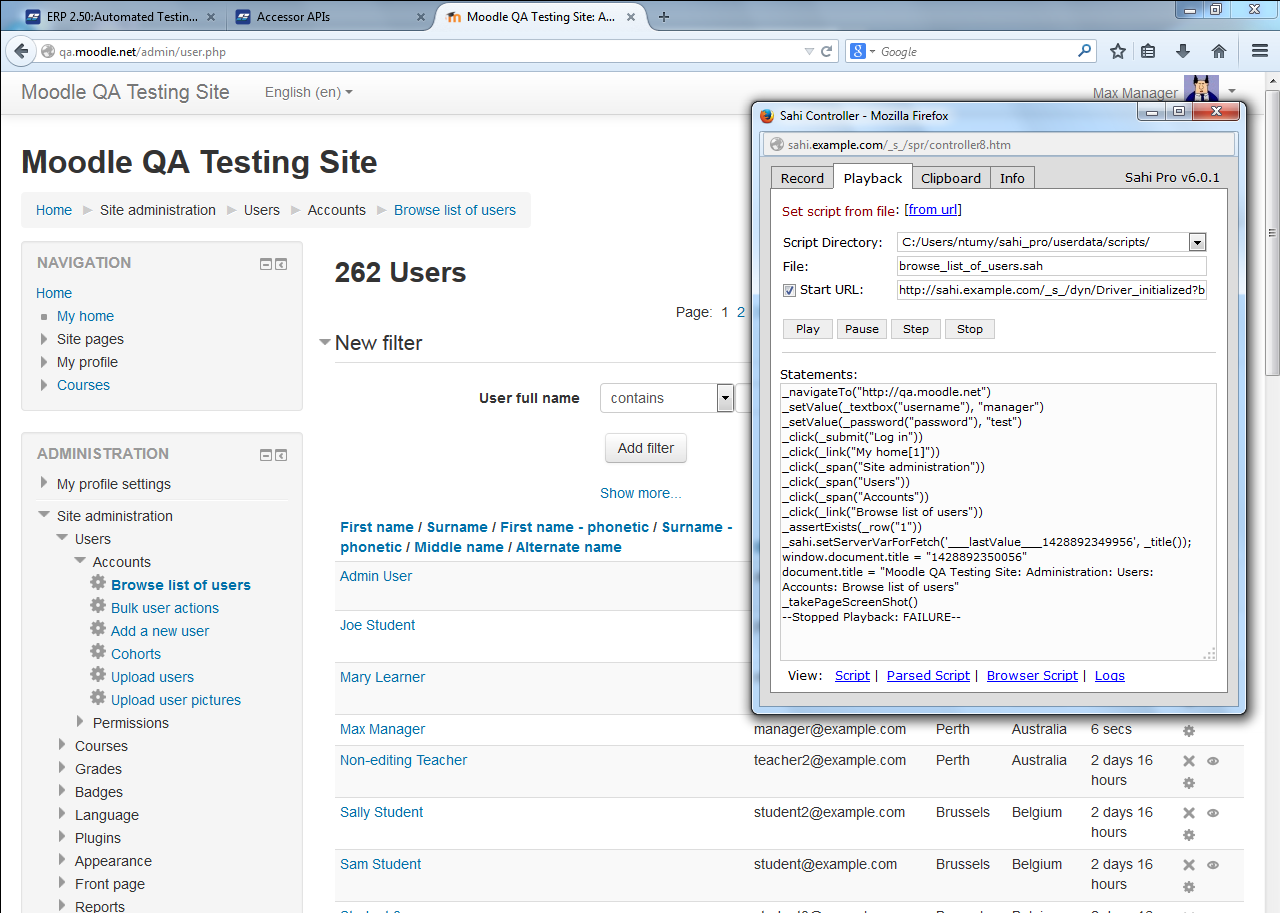 ERP 2.50:Automated Testin...
Accessor APIs
Moodle QA Testing Site: A...
qa.moodle.net/admin/user.php
Google
Moodle QA Testing Site
English (en)
Max Manager
Moodle QA Testing Site
Home
Site administration
Users
Accounts
Browse list of users
NAVIGATION
Home
My home
Site pages
My profile
Courses
ADMINISTRATION
My profile settings
Site administration
Users
Accounts
Browse list of users
Bulk user actions
Add a new user
Cohorts
Upload users
Upload user pictures
Permissions
Courses
Grades
Badges
Language
Plugins
Appearance
Front page
Reports
262 Users
Page: 1 2
New filter
User full name
contains
Add filter
Show more...
First name / Surname / First name - phonetic / Surname -
phonetic / Middle name / Alternate name
Admin User
Joe Student
Mary Learner
Max Manager manager@example.com Perth Australia 6 secs
Non-editing Teacher teacher2@example.com Perth Australia 2 days 16
hours
Sally Student student2@example.com Brussels Belgium 2 days 16
hours
Sam Student student@example.com Brussels Belgium 2 days 16
hours
Sahi Controller - Mozilla Firefox
sahi.example.com/_s_/spr/controller8.htm
Record
Playback
Clipboard
Info
Sahi Pro v6.0.1
Set script from file: [from url]
Script Directory: C:/Users/ntumy/sahi_pro/userdata/scripts/
File: browse_list_of_users.sah
Start URL: http://sahi.example.com/_s_/dyn/Driver_initialized?b
Play
Pause
Step
Stop
Statements:
_navigateTo("http://qa.moodle.net")
_setValue(_textbox("username"), "manager")
_setValue(_password("password"), "test")
_click(_submit("Log in"))
_click(_link("My home[1]"))
_click(_span("Site administration"))
_click(_span("Users"))
_click(_span("Accounts"))
_click(_link("Browse list of users"))
_assertExists(_row("1"))
_sahi.setServerVarForFetch('___lastValue___1428892349956', _title());
window.document.title = "1428892350056"
document.title = "Moodle QA Testing Site: Administration: Users:
Accounts: Browse list of users"
_takePageScreenShot()
--Stopped Playback: FAILURE--
View: Script | Parsed Script | Browser Script | Logs